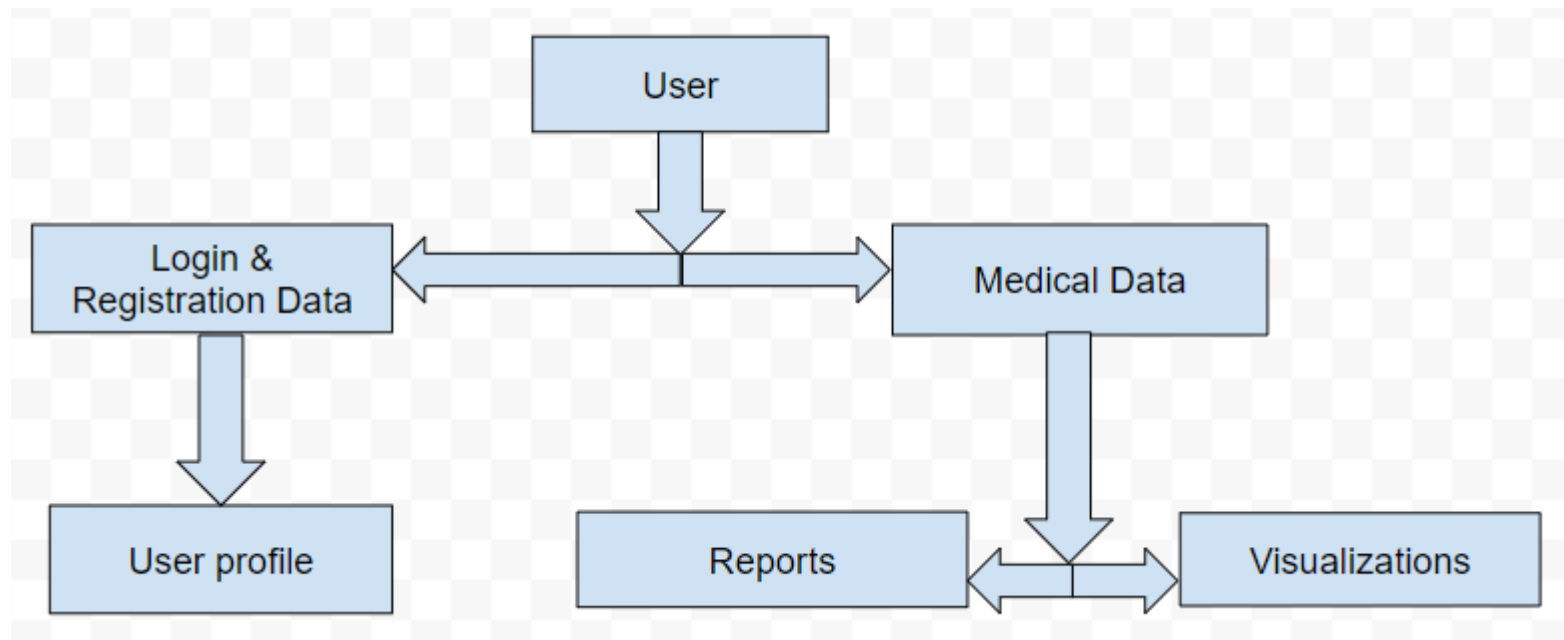 User
Login &
Registration Data
Medical Data
User profile
Reports
Visualizations